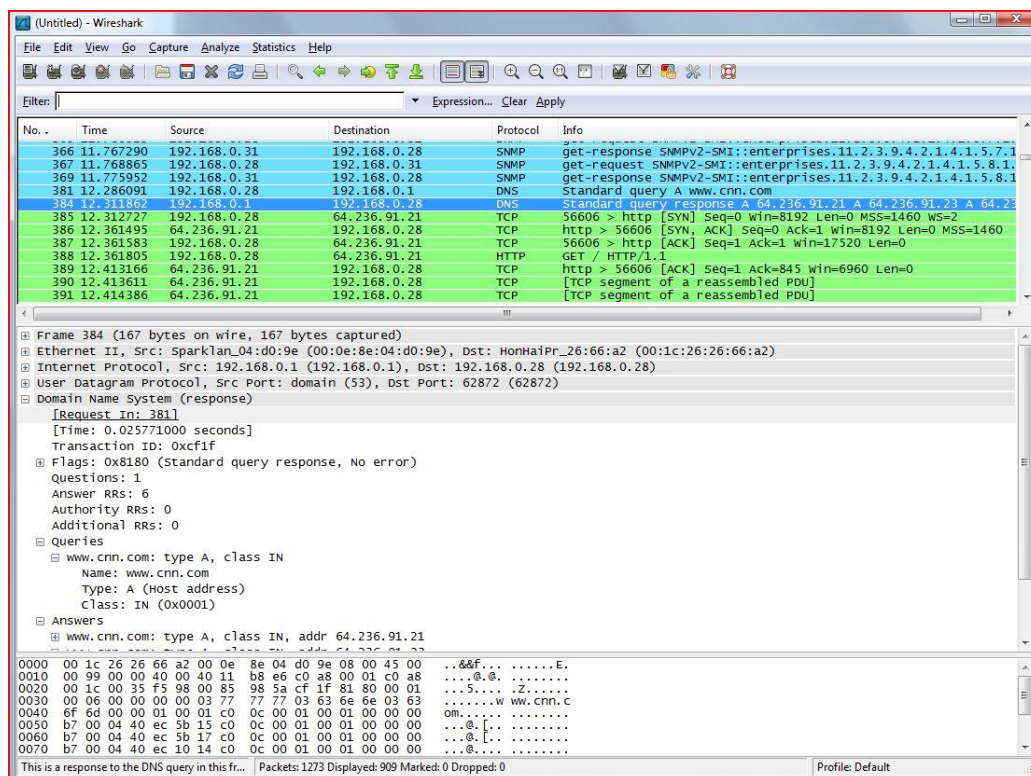 (Untitled) - Wireshark
File Edit View Go Capture Analyze Statistics Help
Filter: Expression... Clear Apply
No. . Time Source Destination Protocol Info
366 11.767290 192.168.0.31 192.168.0.28 SNMP get-response SNMPv2-SMI::enterprises.11.2.3.9.4.2.1.4.1.5.7.1
367 11.768865 192.168.0.28 192.168.0.31 SNMP get-request SNMPv2-SMI::enterprises.11.2.3.9.4.2.1.4.1.5.8.1.
369 11.775952 192.168.0.31 192.168.0.28 SNMP get-response SNMPv2-SMI::enterprises.11.2.3.9.4.2.1.4.1.5.8.1
381 12.286091 192.168.0.28 192.168.0.1 DNS Standard query A www.cnn.com
384 12.311862 192.168.0.1 192.168.0.28 DNS Standard query response A 64.236.91.21 A 64.236.91.23 A 64.23
385 12.312727 192.168.0.28 64.236.91.21 TCP 56606 > http [SYN] Seq=0 Win=8192 Len=0 MSS=1460 WS=2
386 12.361495 64.236.91.21 192.168.0.28 TCP http > 56606 [SYN, ACK] Seq=0 Ack=1 Win=8192 Len=0 MSS=1460
387 12.361583 192.168.0.28 64.236.91.21 TCP 56606 > http [ACK] Seq=1 Ack=1 Win=17520 Len=0
388 12.361805 192.168.0.28 64.236.91.21 HTTP GET / HTTP/1.1
389 12.413166 64.236.91.21 192.168.0.28 TCP http > 56606 [ACK] Seq=1 Ack=845 Win=6960 Len=0
390 12.413611 64.236.91.21 192.168.0.28 TCP [TCP segment of a reassembled PDU]
391 12.414386 64.236.91.21 192.168.0.28 TCP [TCP segment of a reassembled PDU]
Frame 384 (167 bytes on wire, 167 bytes captured)
Ethernet II, Src: Sparklan_04:d0:9e (00:0e:8e:04:d0:9e), Dst: HonHaiPr_26:66:a2 (00:1c:26:26:66:a2)
Internet Protocol, Src: 192.168.0.1 (192.168.0.1), Dst: 192.168.0.28 (192.168.0.28)
User Datagram Protocol, Src Port: domain (53), Dst Port: 62872 (62872)
Domain Name System (response)
[Request In: 381]
[Time: 0.025771000 seconds]
Transaction ID: 0xcf1f
Flags: 0x8180 (Standard query response, No error)
Questions: 1
Answer RRs: 6
Authority RRs: 0
Additional RRs: 0
Queries
www.cnn.com: type A, class IN
Name: www.cnn.com
Type: A (Host address)
Class: IN (0x0001)
Answers
www.cnn.com: type A, class IN, addr 64.236.91.21
0000 00 1c 26 26 66 a2 00 0e 8e 04 d0 9e 08 00 45 00 ..&&f... ......E.
0010 00 99 00 00 40 00 40 11 b8 e6 c0 a8 00 01 c0 a8 ....@.@. ........
0020 00 1c 00 35 f5 98 00 85 98 5a cf 1f 81 80 00 01 ...5.... .Z......
0030 00 06 00 00 00 00 03 77 77 77 03 63 6e 6e 03 63 .......w ww.cnn.c
0040 6f 6d 00 00 01 00 01 c0 0c 00 01 00 01 00 00 00 om...... ........
0050 b7 00 04 40 ec 5b 15 c0 0c 00 01 00 01 00 00 00 ...@.[.. ........
0060 b7 00 04 40 ec 5b 17 c0 0c 00 01 00 01 00 00 00 ...@.[.. ........
0070 b7 00 04 40 ec 10 14 c0 0c 00 01 00 01 00 00 00 ...@.... ........
This is a response to the DNS query in this fr... Packets: 1273 Displayed: 909 Marked: 0 Dropped: 0 Profile: Default